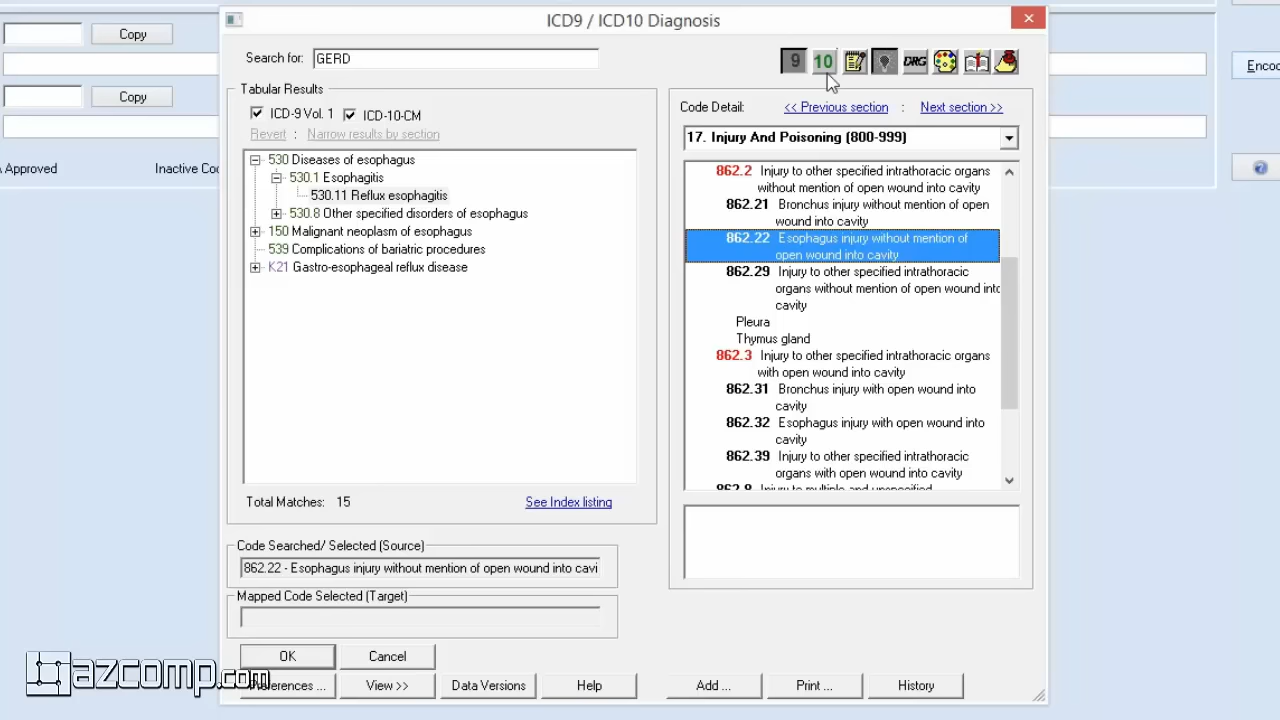 ICD9 / ICD10 Diagnosis
Copy
Copy
A Approved
Inactive Coc
Enco
Search for: GERD
9 10 DRG
Tabular Results
ICD-9 Vol. 1 ICD-10-CM
Revert : Narrow results by section
530 Diseases of esophagus
530.1 Esophagitis
530.11 Reflux esophagitis
530.8 Other specified disorders of esophagus
150 Malignant neoplasm of esophagus
539 Complications of bariatric procedures
K21 Gastro-esophageal reflux disease
Total Matches: 15
See Index listing
Code Searched/ Selected (Source)
862.22 - Esophagus injury without mention of open wound into cavi
Mapped Code Selected (Target)
Code Detail: << Previous section : Next section >>
17. Injury And Poisoning (800-999)
862.2 Injury to other specified intrathoracic organs
without mention of open wound into cavity
862.21 Bronchus injury without mention of open
wound into cavity
862.22 Esophagus injury without mention of
open wound into cavity
862.29 Injury to other specified intrathoracic
organs without mention of open wound into
cavity
Pleura
Thymus gland
862.3 Injury to other specified intrathoracic organs
with open wound into cavity
862.31 Bronchus injury with open wound into
cavity
862.32 Esophagus injury with open wound into
cavity
862.39 Injury to other specified intrathoracic
organs with open wound into cavity
862.8 Injury to multiple and unspecified
OK Cancel
Preferences ... View >> Data Versions Help Add ... Print ... History
azcomp.com